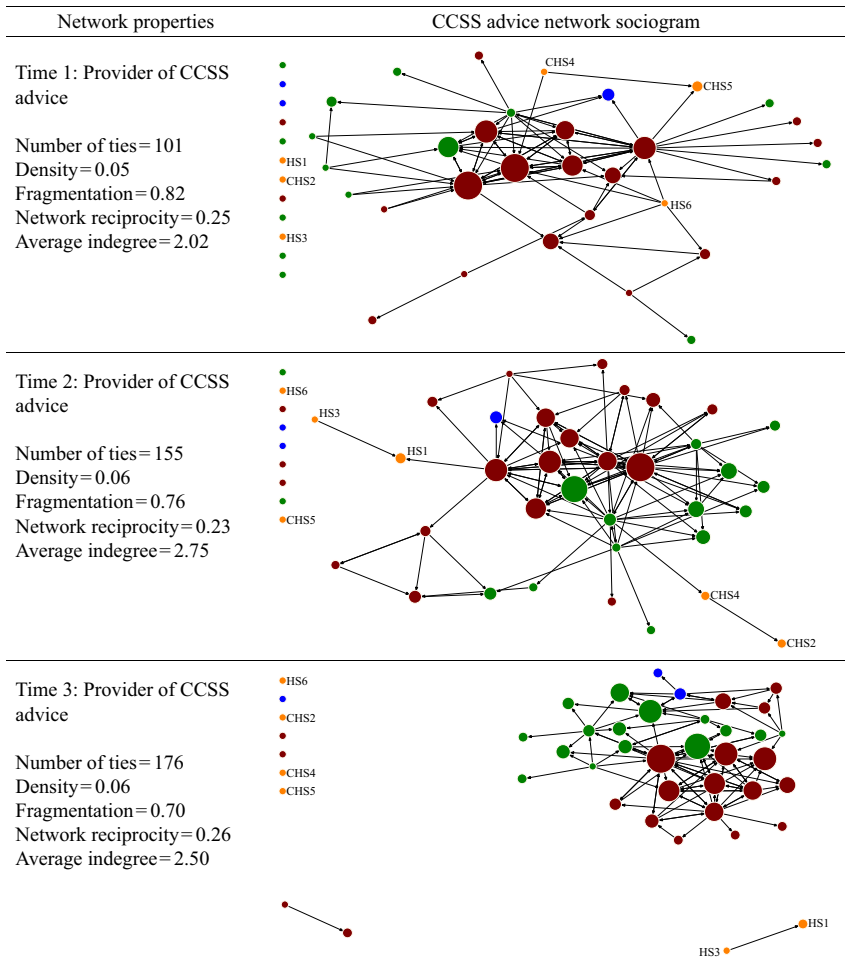 Network properties
CCSS advice network sociogram
Time 1: Provider of CCSS
advice
Number of ties=101
Density=0.05
Fragmentation=0.82
Network reciprocity=0.25
Average indegree=2.02
HS1
CHS2
HS3
CHS4
CHS5
HS6
Time 2: Provider of CCSS
advice
Number of ties=155
Density=0.06
Fragmentation=0.76
Network reciprocity=0.23
Average indegree=2.75
HS6
CHS5
HS3
HS1
CHS4
CHS2
Time 3: Provider of CCSS
advice
Number of ties=176
Density=0.06
Fragmentation=0.70
Network reciprocity=0.26
Average indegree=2.50
HS6
CHS2
CHS4
CHS5
HS1
HS3